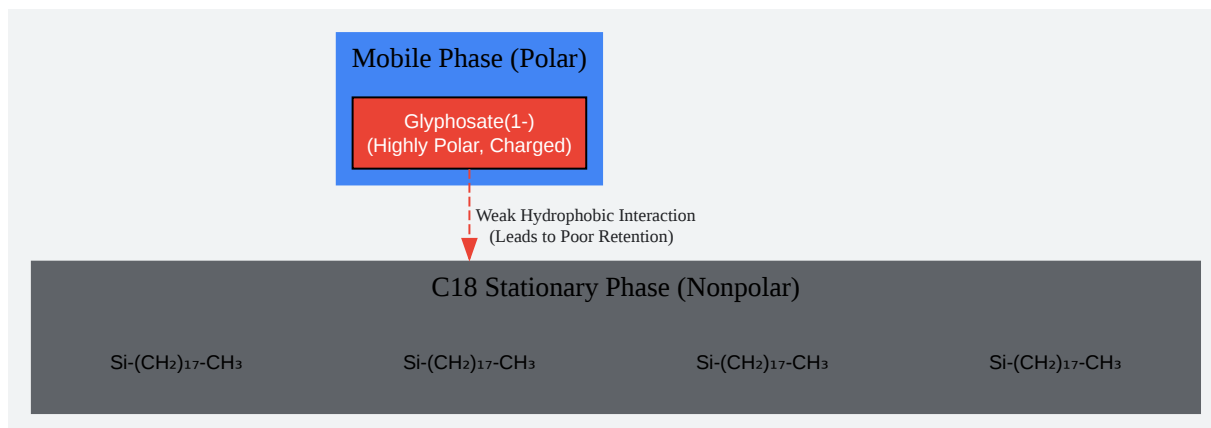 Mobile Phase (Polar)
Glyphosate(1-)
(Highly Polar, Charged)
Weak Hydrophobic Interaction
(Leads to Poor Retention)
C18 Stationary Phase (Nonpolar)
Si-(CH₂)₁₇-CH₃ Si-(CH₂)₁₇-CH₃ Si-(CH₂)₁₇-CH₃ Si-(CH₂)₁₇-CH₃